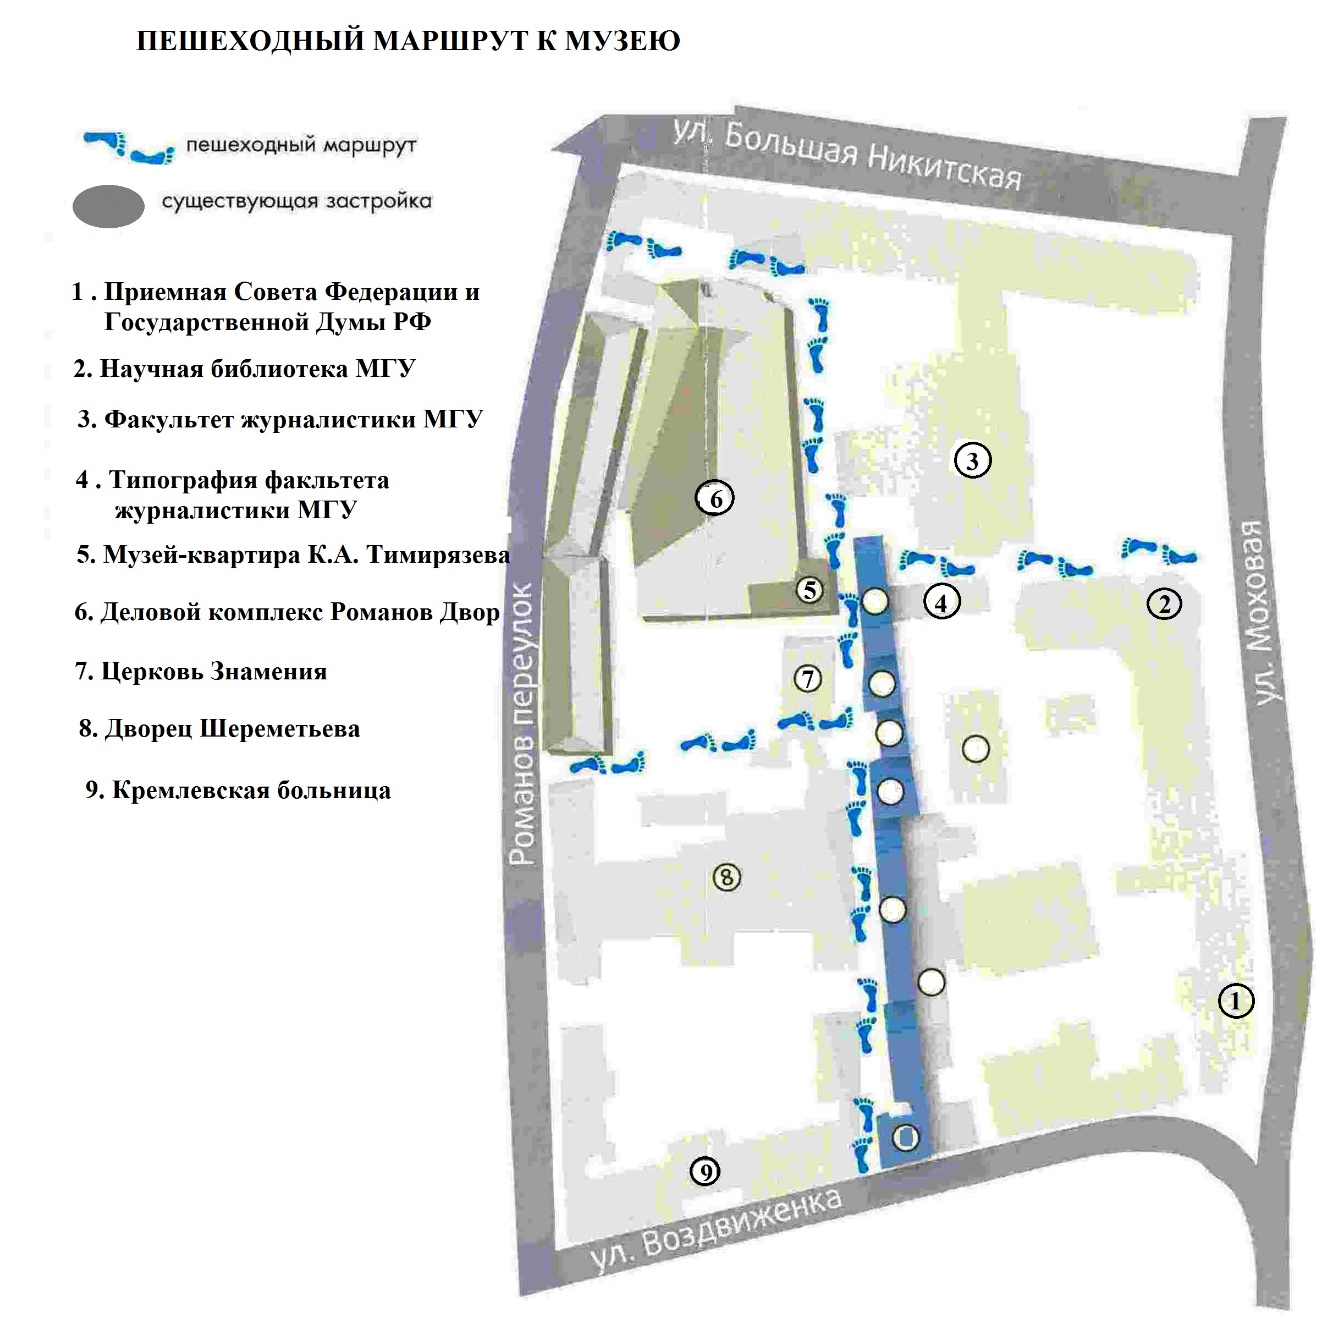 ПЕШЕХОДНЫЙ МАРШРУТ К МУЗЕЮ
пешеходный маршрут
существующая застройка
1 . Приемная Совета Федерации и
Государственной Думы РФ
2. Научная библиотека МГУ
3. Факультет журналистики МГУ
4 . Типография факльтета
журналистики МГУ
5. Музей-квартира К.А. Тимирязева
6. Деловой комплекс Романов Двор
7. Церковь Знамения
8. Дворец Шереметьева
9. Кремлевская больница
ул. Большая Никитская
Романов переулок
ул. Моховая
ул. Воздвиженка
3
6
5
4
2
7
8
1
9